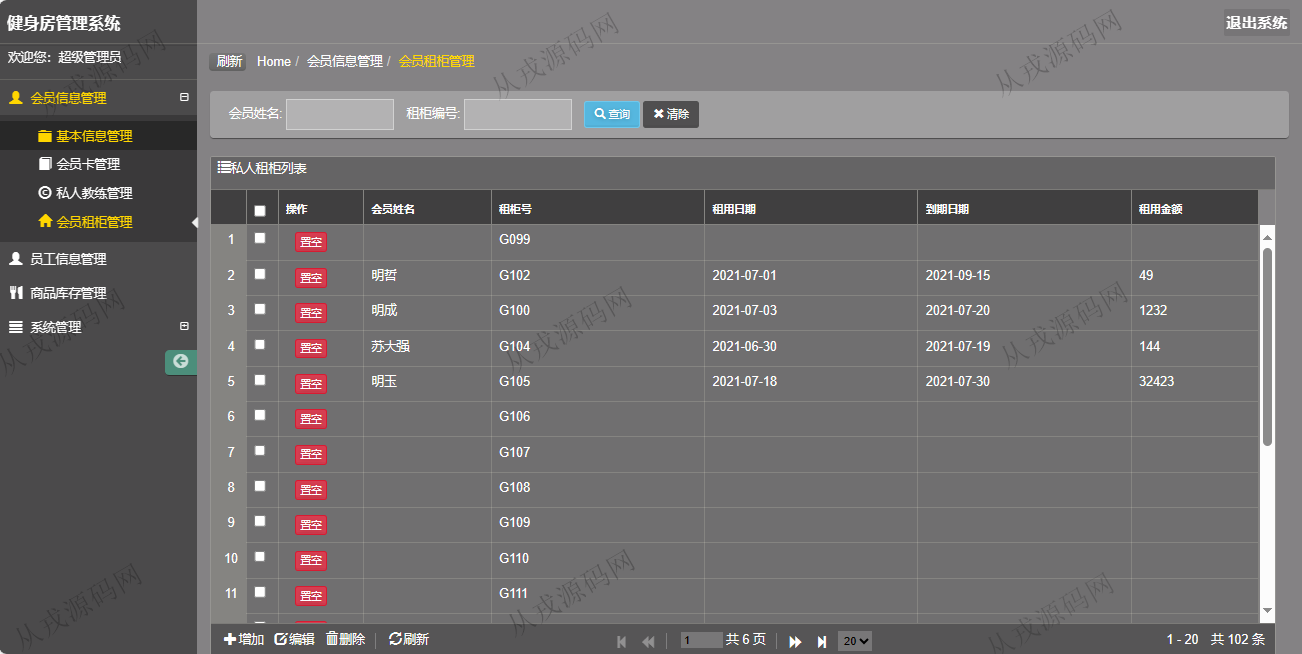 健身房管理系统
退出系统
欢迎您: 超级管理员
会员信息管理
基本信息管理
会员卡管理
私人教练管理
会员租柜管理
员工信息管理
商品库存管理
系统管理
刷新 Home / 会员信息管理 / 会员租柜管理
会员姓名: 租柜编号: 查询 清除
私人租柜列表
操作 会员姓名 租柜号 租用日期 到期日期 租用金额
1 置空 G099
2 置空 明哲 G102 2021-07-01 2021-09-15 49
3 置空 明成 G100 2021-07-03 2021-07-20 1232
4 置空 苏大强 G104 2021-06-30 2021-07-19 144
5 置空 明玉 G105 2021-07-18 2021-07-30 32423
6 置空 G106
7 置空 G107
8 置空 G108
9 置空 G109
10 置空 G110
11 置空 G111
增加 编辑 删除 刷新 1 共 6 页 20 1 - 20 共 102 条
从戎源码网
从戎源码网
从戎源码网
从戎源码网
从戎源码网
从戎源码网
从戎源码网
从戎源码网
从戎源码网